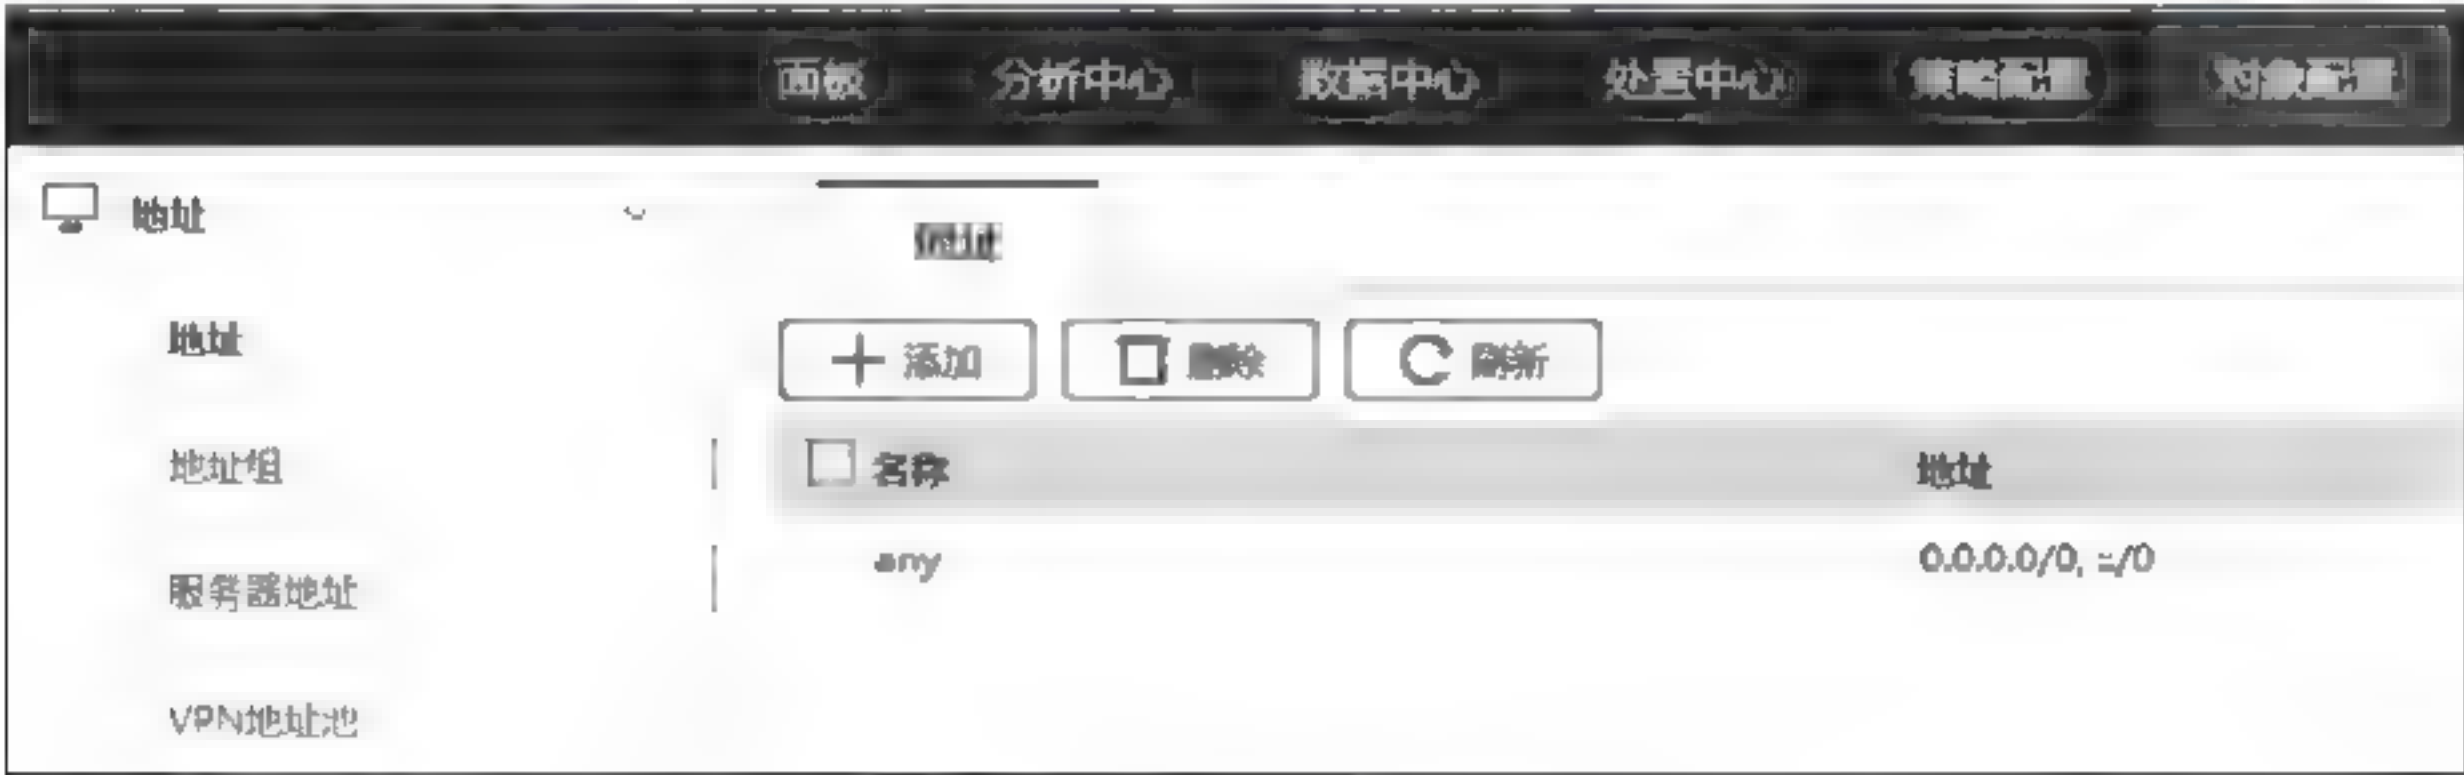 面板 分析中心 数据中心 处置中心 策略配置 对象配置
地址
地址
地址 添加 删除 刷新
地址组 名称 地址
any 0.0.0.0/0, ::/0
服务器地址
VPN地址池